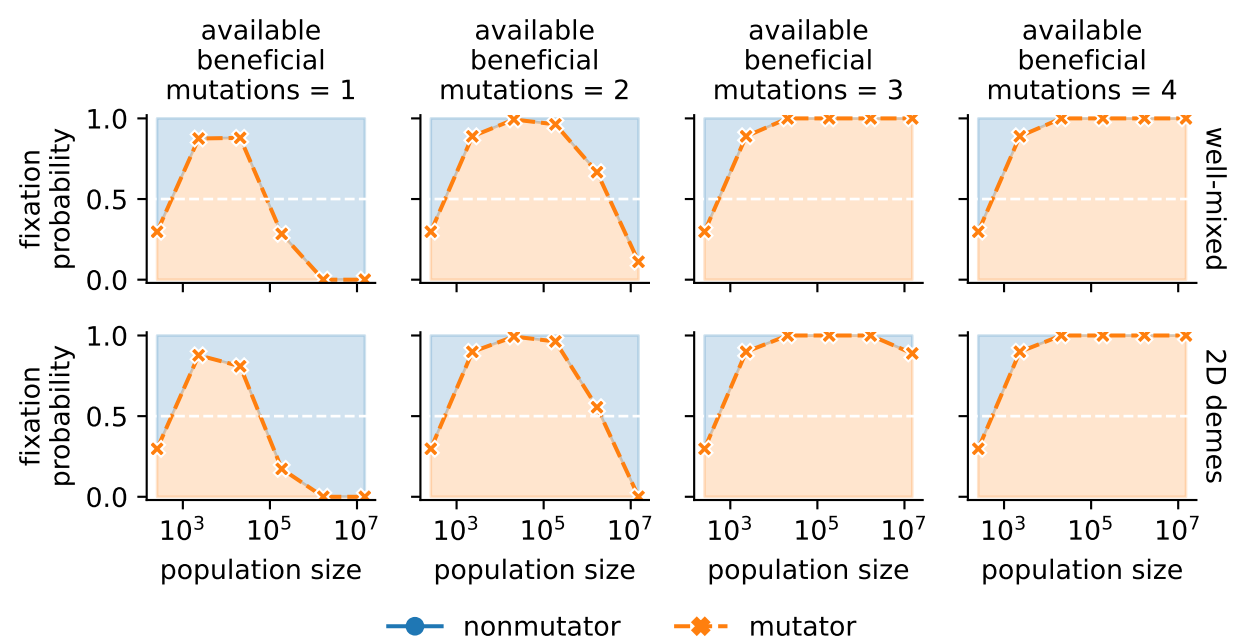 available
beneficial
mutations = 1
available
beneficial
mutations = 2
available
beneficial
mutations = 3
available
beneficial
mutations = 4
fixation
probability
1.0
0.5
0.0
well-mixed
fixation
probability
1.0
0.5
0.0
2D demes
10³ 10⁵ 10⁷
10³ 10⁵ 10⁷
10³ 10⁵ 10⁷
10³ 10⁵ 10⁷
population size
population size
population size
population size
nonmutator
mutator